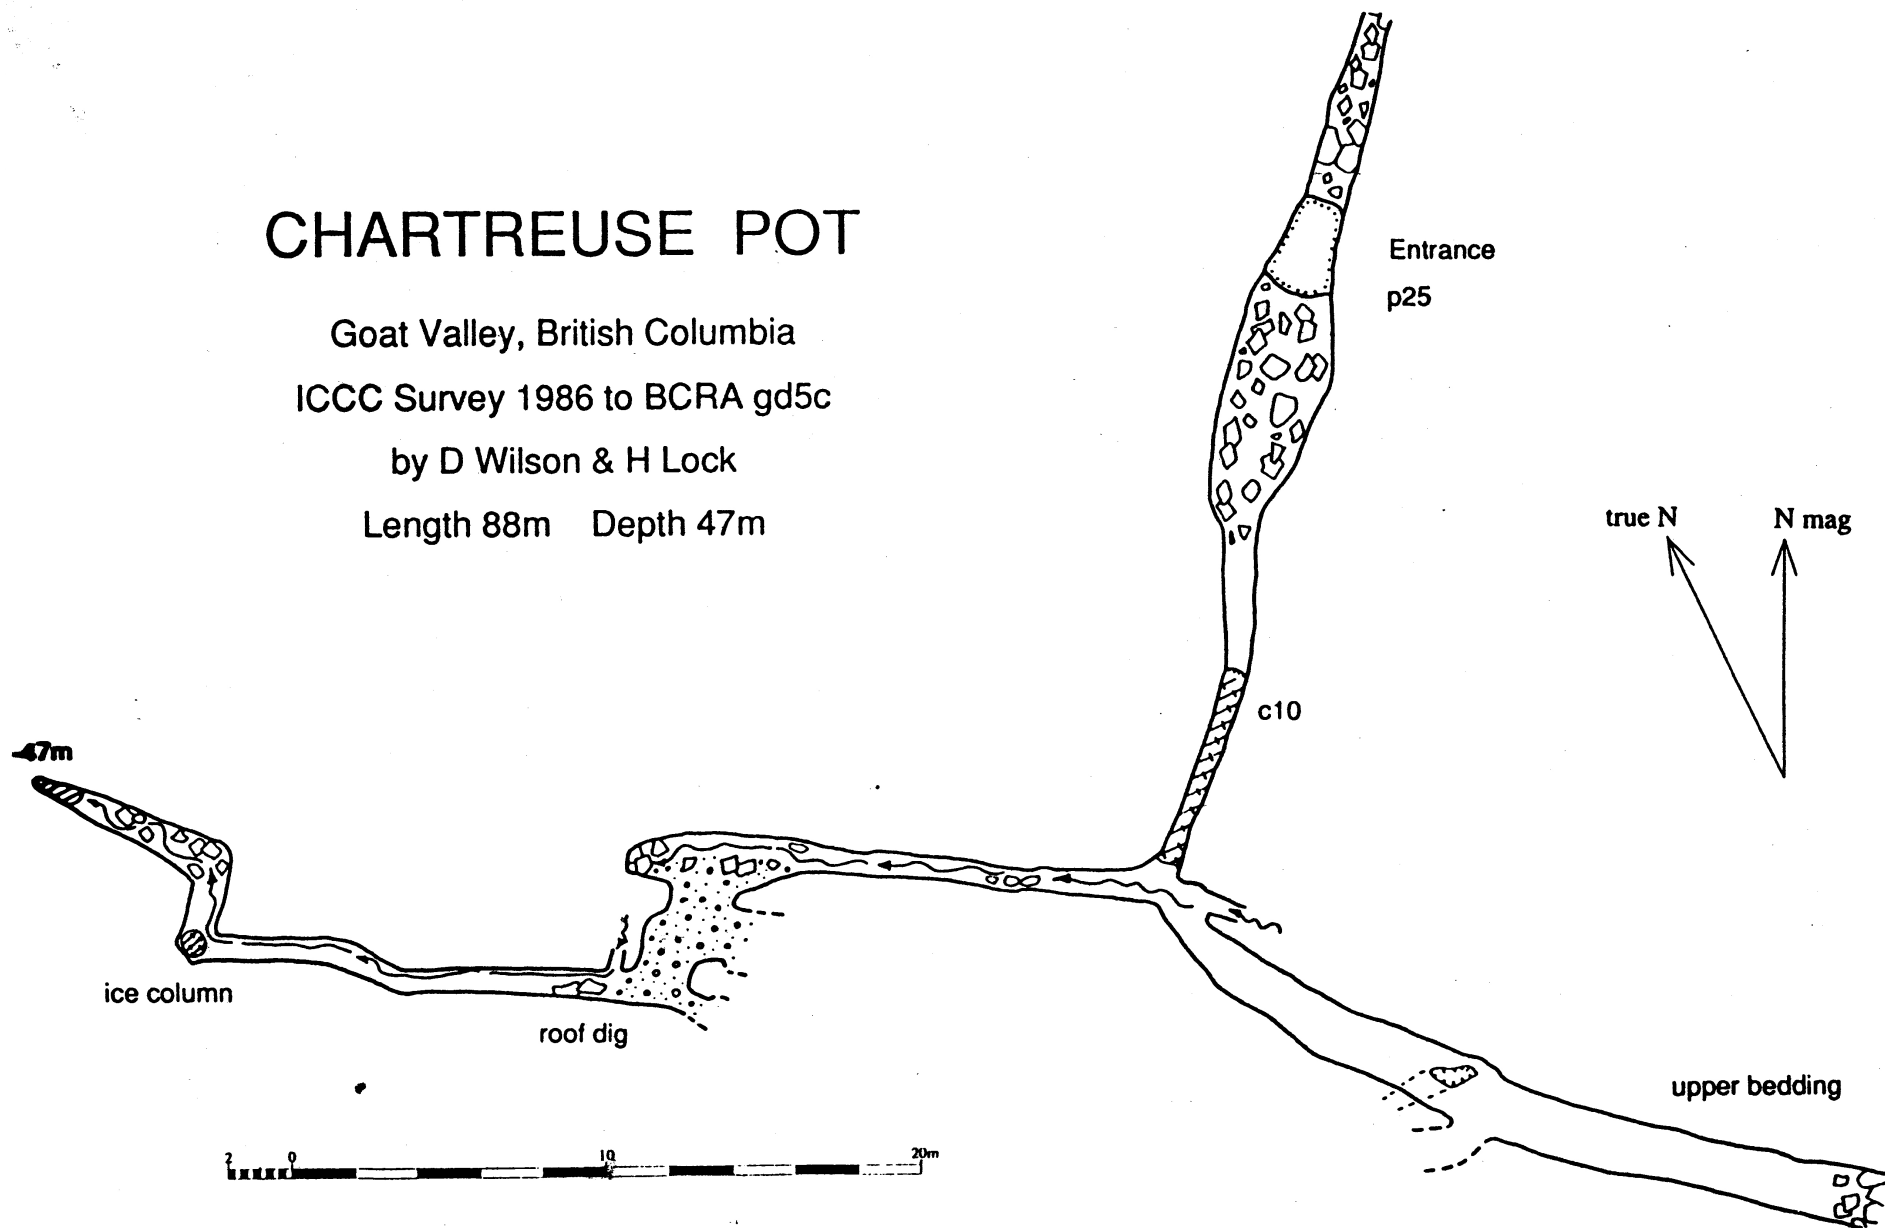 CHARTREUSE POT
Goat Valley, British Columbia
ICCC Survey 1986 to BCRA gd5c
by D Wilson & H Lock
Length 88m Depth 47m
Entrance
p25
true N N mag
c10
-47m
ice column
roof dig
upper bedding
2 0 10 20m